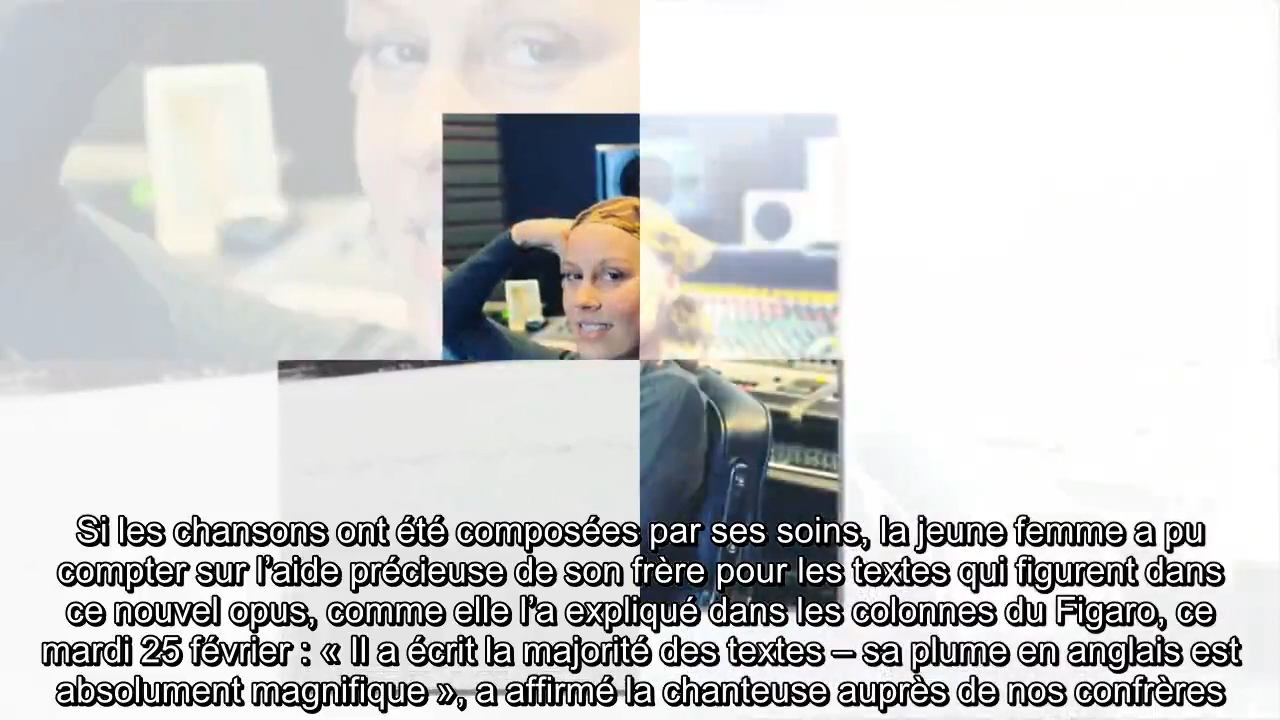 Si les chansons ont été composées par ses soins, la jeune femme a pu
compter sur l’aide précieuse de son frère pour les textes qui figurent dans
ce nouvel opus, comme elle l’a expliqué dans les colonnes du Figaro, ce
mardi 25 février : « Il a écrit la majorité des textes – sa plume en anglais est
absolument magnifique », a affirmé la chanteuse auprès de nos confrères